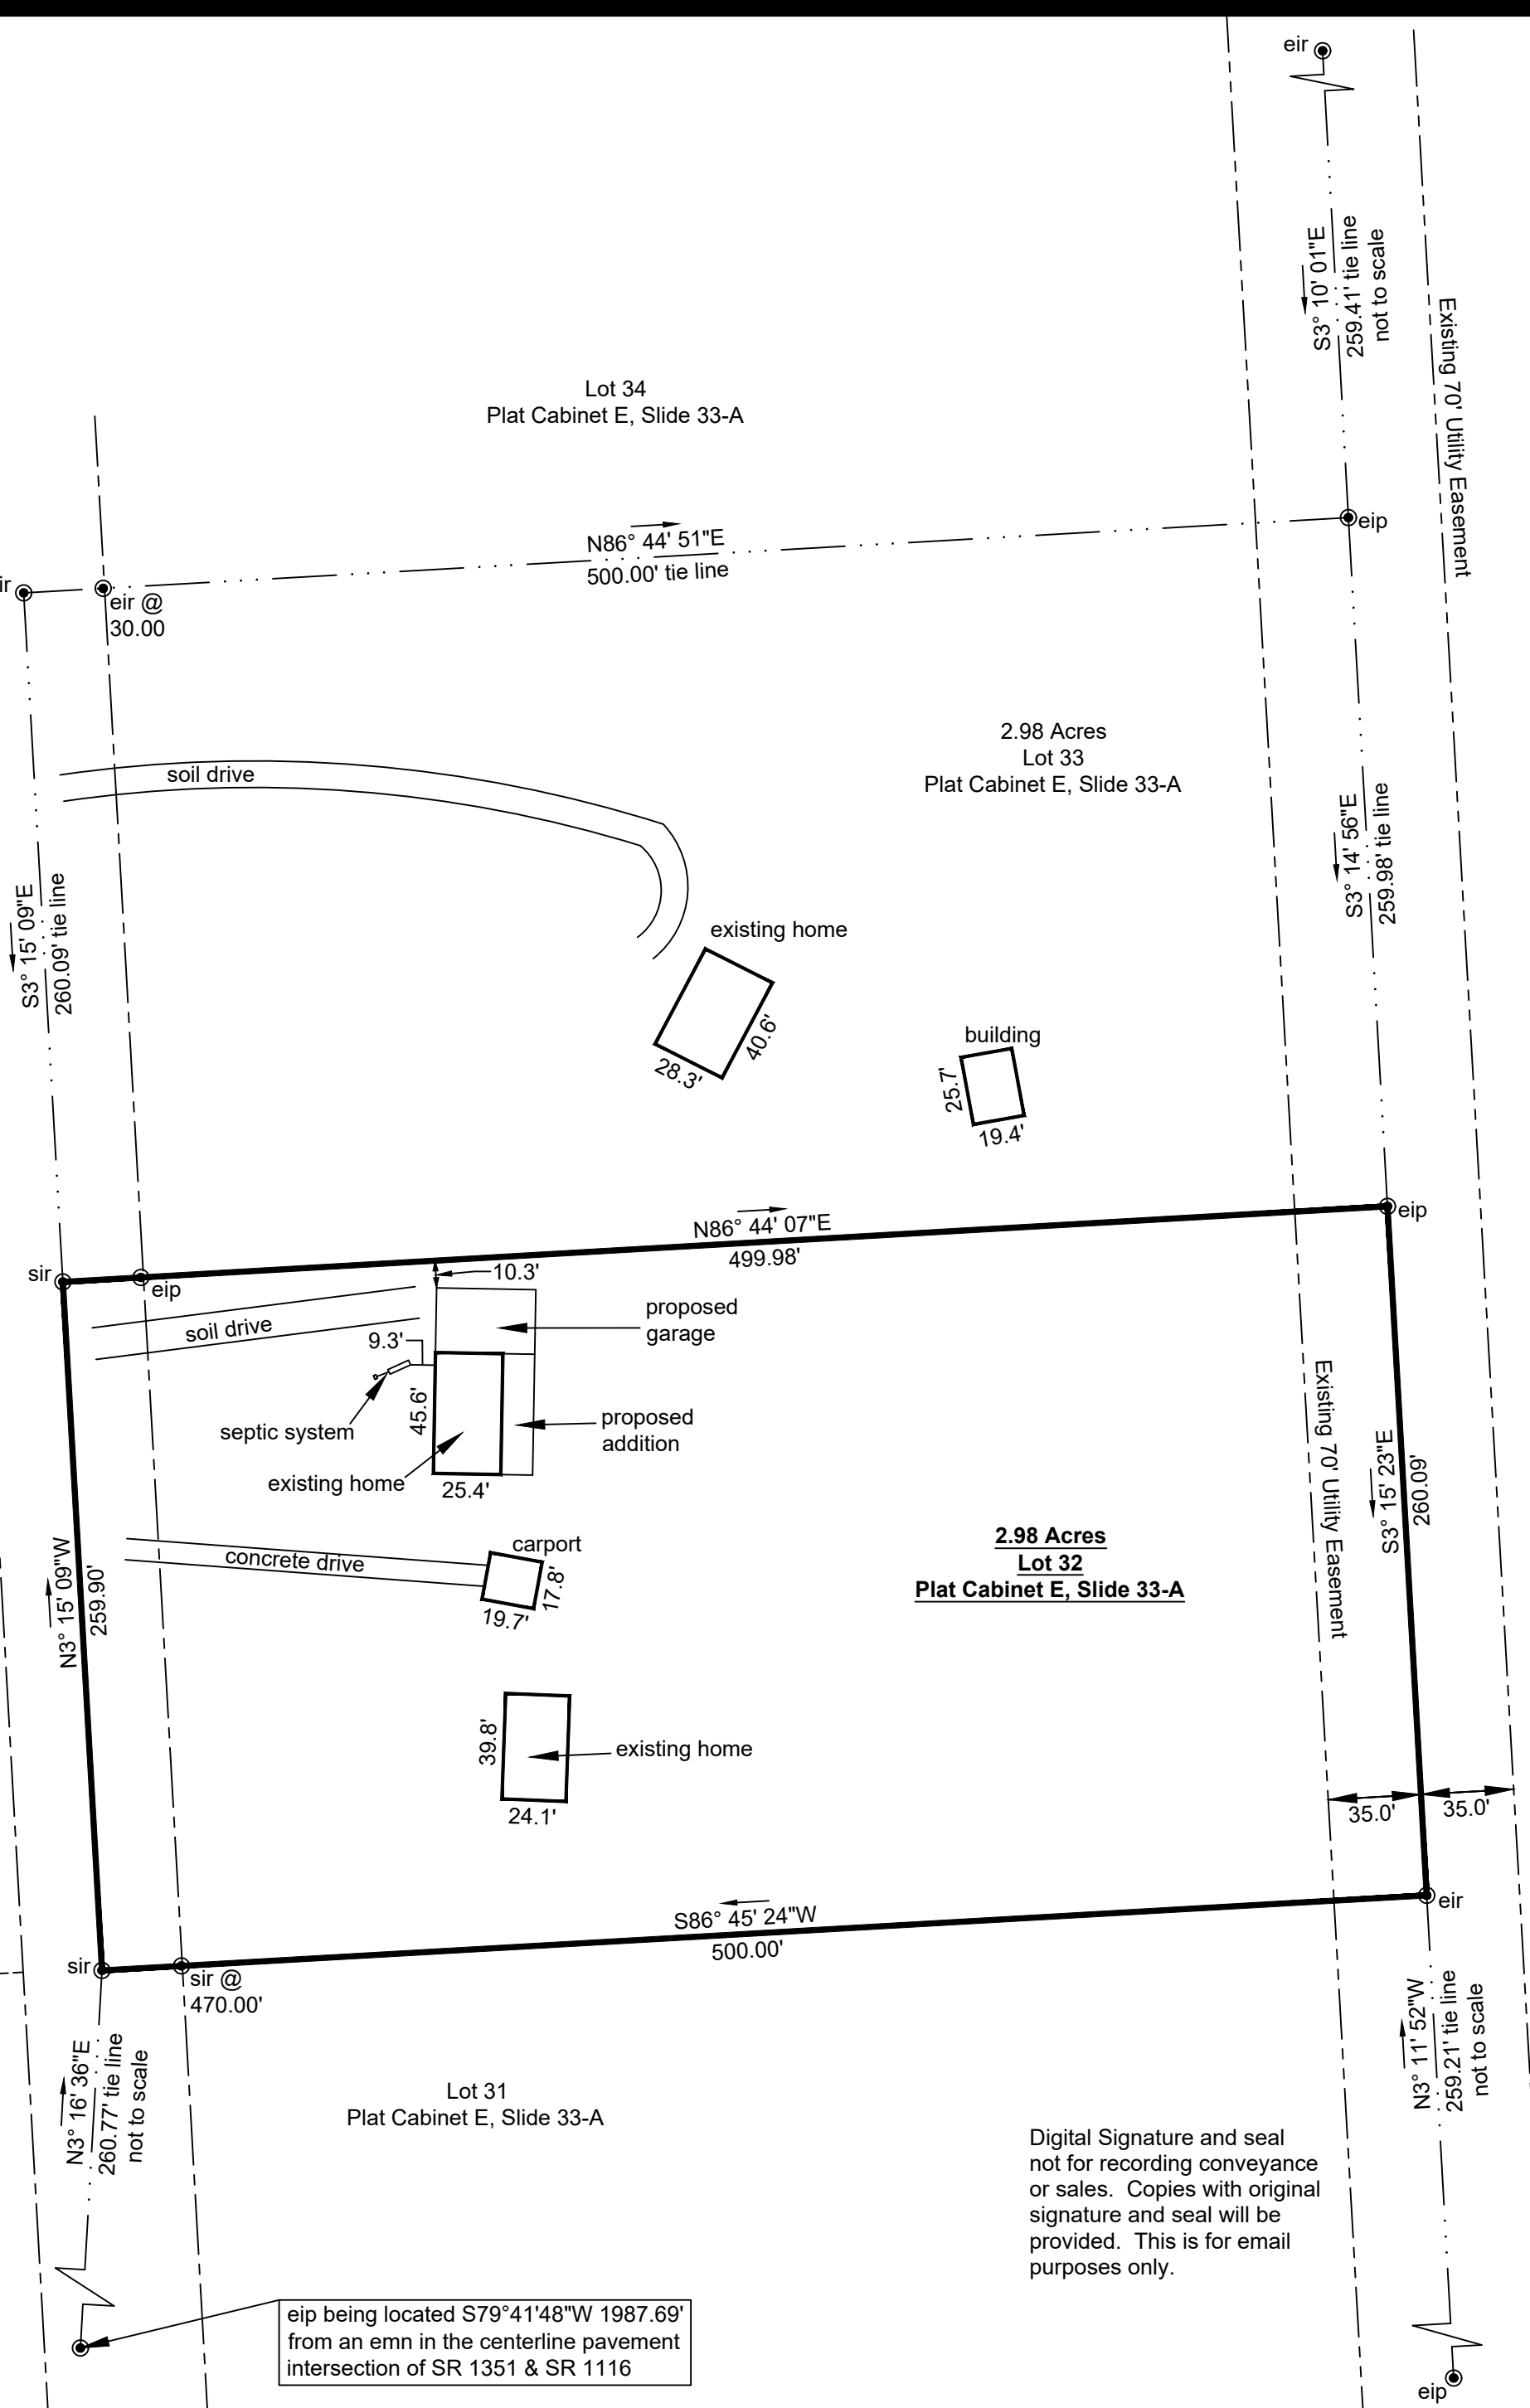 eir
S3° 10' 01"E
259.41' tie line
not to scale
Existing 70' Utility Easement
Lot 34
Plat Cabinet E, Slide 33-A
N86° 44' 51"E
500.00' tie line
eip
ir
eir @
30.00
2.98 Acres
Lot 33
Plat Cabinet E, Slide 33-A
soil drive
S3° 14' 56"E
259.98' tie line
S3° 15' 09"E
260.09' tie line
existing home
40.6'
28.3'
building
25.7'
19.4'
N86° 44' 07"E
499.98'
eip
sir
eip
10.3'
soil drive
proposed
garage
9.3'
45.6'
septic system
proposed
addition
existing home
25.4'
Existing 70' Utility Easement
S3° 15' 23"E
260.09'
carport
concrete drive
17.8'
19.7'
2.98 Acres
Lot 32
Plat Cabinet E, Slide 33-A
N3° 15' 09"W
259.90'
39.8'
existing home
24.1'
35.0'
35.0'
S86° 45' 24"W
500.00'
eir
sir
sir @
470.00'
N3° 16' 36"E
260.77' tie line
not to scale
N3° 11' 52"W
259.21' tie line
not to scale
Lot 31
Plat Cabinet E, Slide 33-A
Digital Signature and seal
not for recording conveyance
or sales.  Copies with original
signature and seal will be
provided.  This is for email
purposes only.
eip being located S79°41'48"W 1987.69'
from an emn in the centerline pavement
intersection of SR 1351 & SR 1116
eip